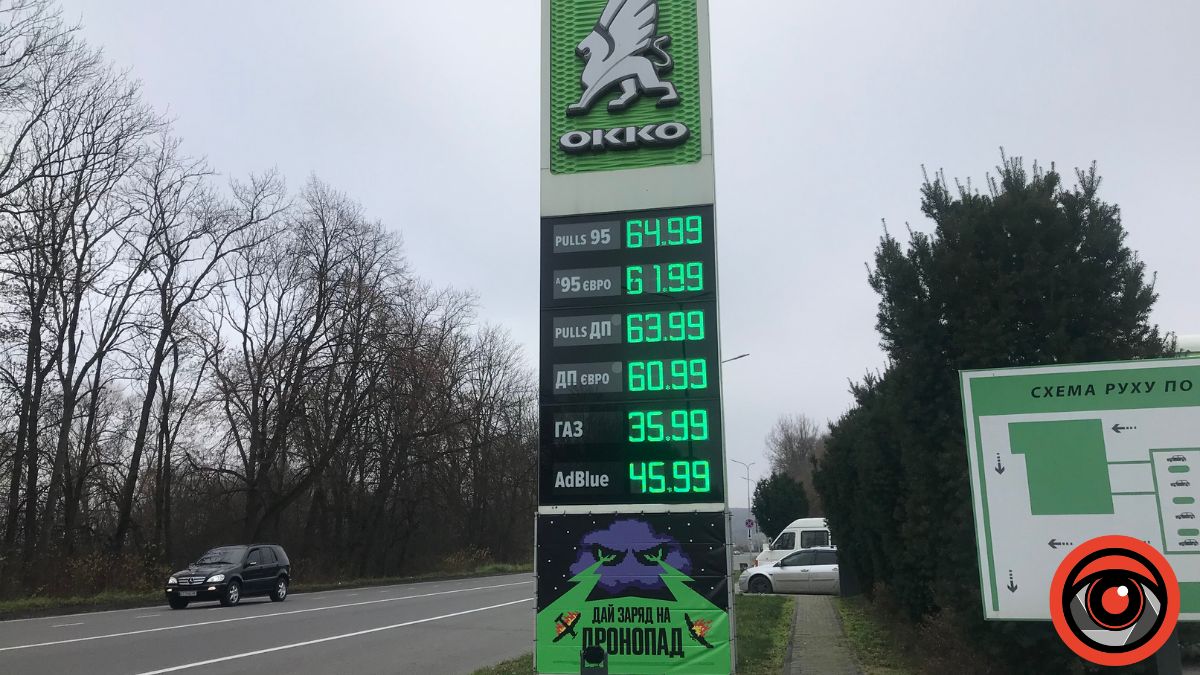 OKKO
PULLS 95 64.99
А95 ЄВРО 61.99
PULLS ДП 63.99
ДП ЄВРО 60.99
ГАЗ 35.99
AdBlue 45.99
ДАЙ ЗАРЯД НА
ДРОНОПАД
СХЕМА РУХУ ПО